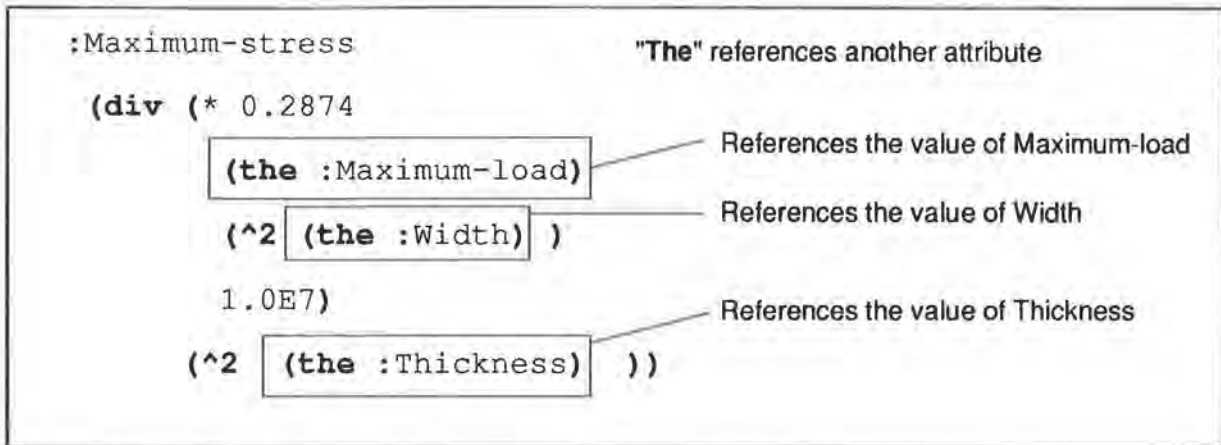 :Maximum-stress "The" references another attribute
(div (* 0.2874
(the :Maximum-load) References the value of Maximum-load
(^2 (the :Width) ) References the value of Width
1.0E7)
References the value of Thickness
(^2 (the :Thickness) ))